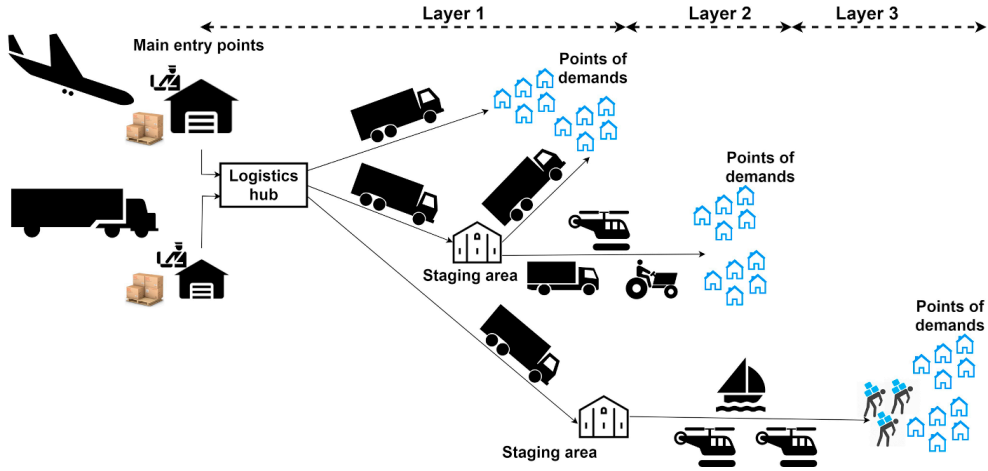 Layer 1
Layer 2
Layer 3
Main entry points
Points of
demands
Logistics
hub
Points of
demands
Staging area
Points of
demands
Staging area